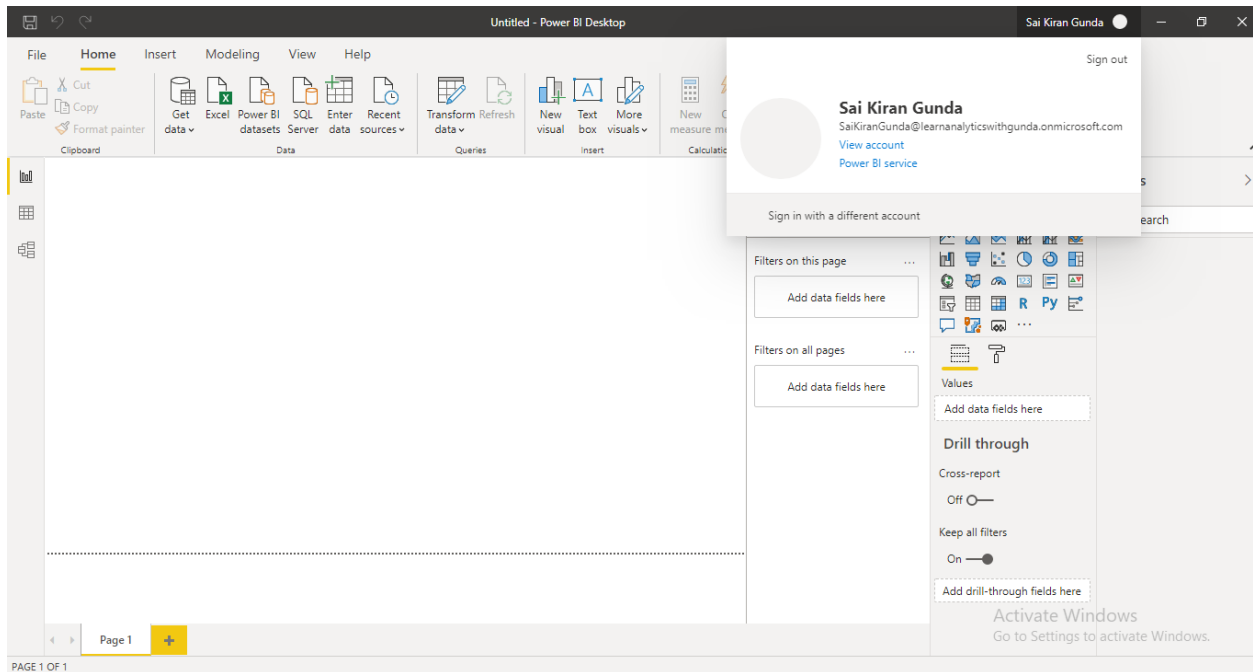 Untitled - Power BI Desktop
Sai Kiran Gunda
File Home Insert Modeling View Help
Sign out
Paste
Cut
Copy
Format painter
Clipboard
Get data
Excel
Power BI datasets
SQL Server
Enter data
Recent sources
Data
Transform data
Refresh
Queries
New visual
Text box
More visuals
Insert
New measure
Sai Kiran Gunda
SaiKiranGunda@learnanalyticswithgunda.onmicrosoft.com
View account
Power BI service
Sign in with a different account
Filters on this page
...
Add data fields here
Filters on all pages
...
Add data fields here
123
R
Py
...
Values
Add data fields here
Drill through
Cross-report
Off
Keep all filters
On
Add drill-through fields here
Activate Windows
Go to Settings to activate Windows.
Page 1
PAGE 1 OF 1